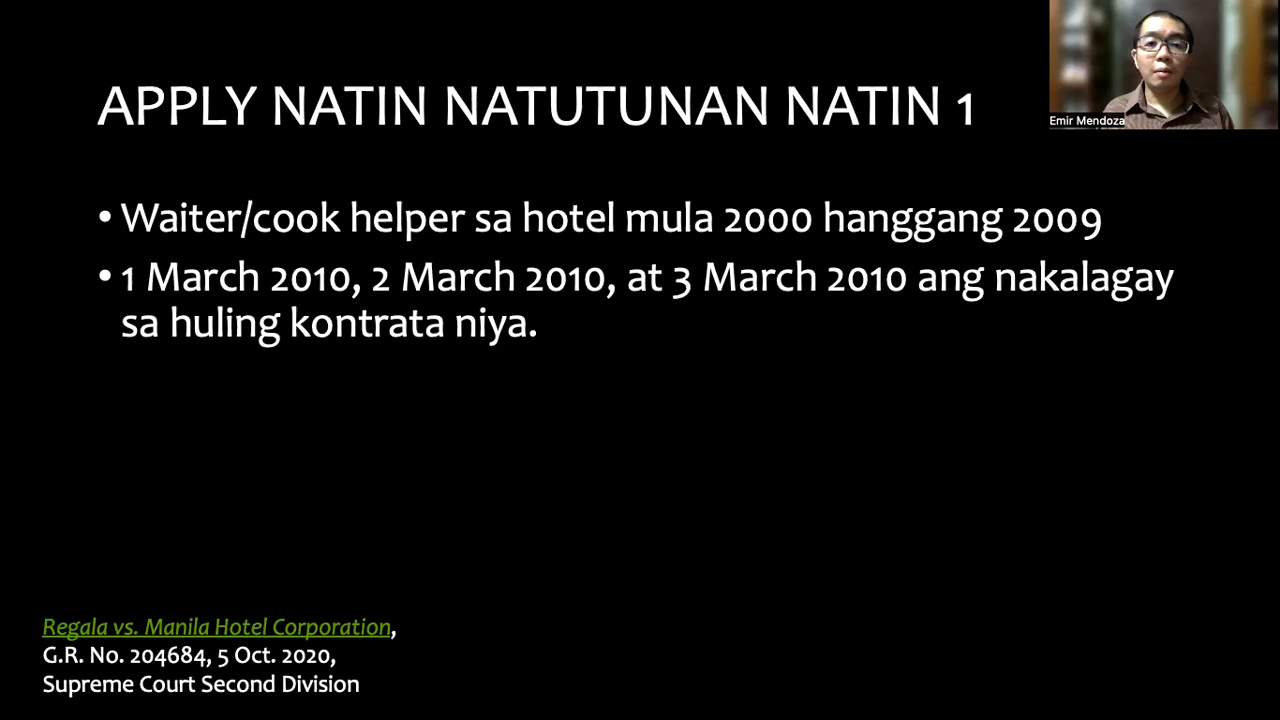 APPLY NATIN NATUTUNAN NATIN 1
Emir Mendoza
• Waiter/cook helper sa hotel mula 2000 hanggang 2009
• 1 March 2010, 2 March 2010, at 3 March 2010 ang nakalagay
sa huling kontrata niya.
Regala vs. Manila Hotel Corporation,
G.R. No. 204684, 5 Oct. 2020,
Supreme Court Second Division